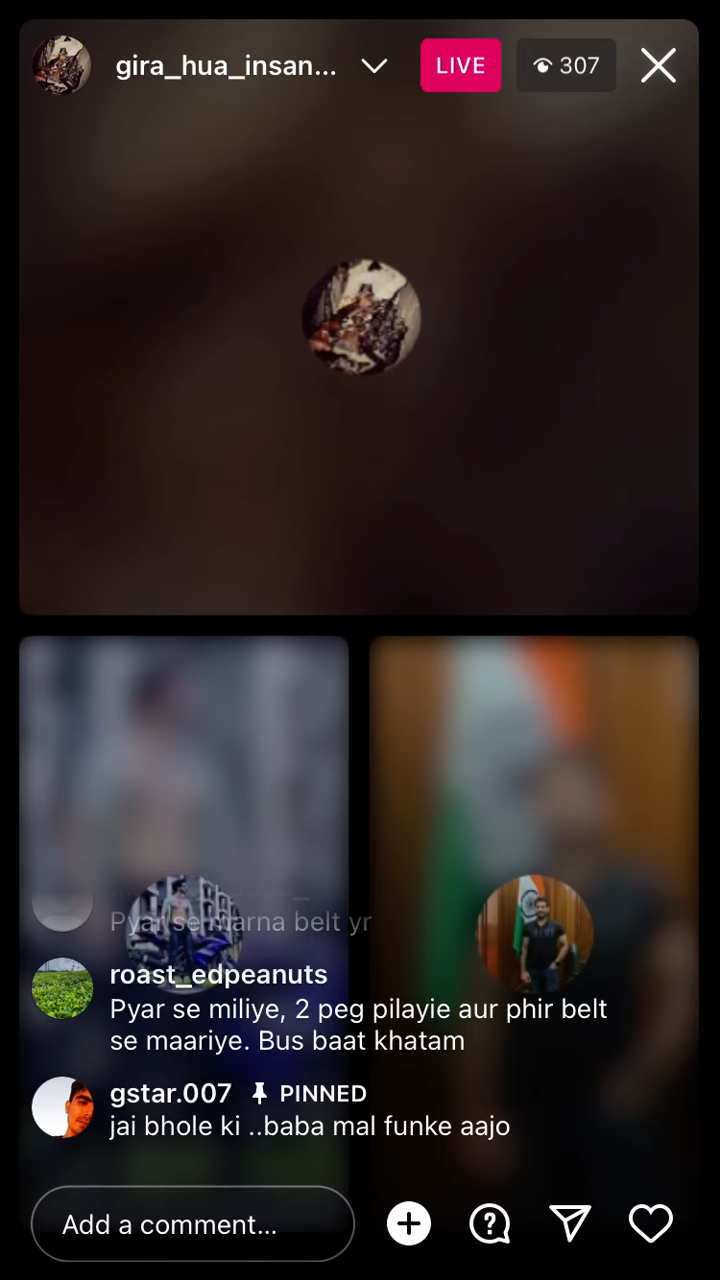 gira_hua_insan...
LIVE
307
Pyar se marna belt yr
roast_edpeanuts
Pyar se miliye, 2 peg pilayie aur phir belt
se maariye. Bus baat khatam
gstar.007 PINNED
jai bhole ki ..baba mal funke aajo
Add a comment...